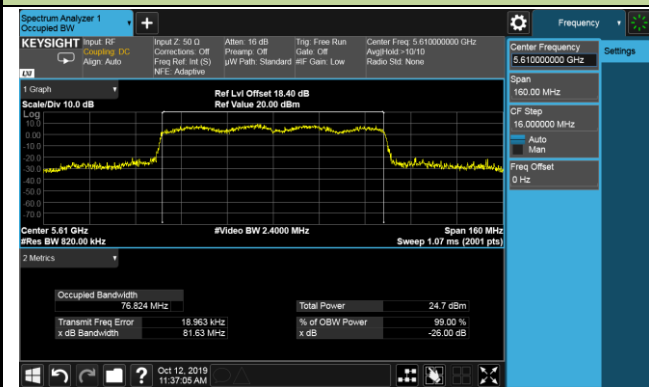 Spectrum Analyzer 1
Occupied BW
Frequency
KEYSIGHT
Input: RF
Coupling: DC
Align: Auto
Input Z: 50 Ω
Corrections: Off
Freq Ref: Int (S)
NFE: Adaptive
Atten: 16 dB
Preamp: Off
µW Path: Standard
Trig: Free Run
Gate: Off
#IF Gain: Low
Center Freq: 5.610000000 GHz
Avg|Hold:>10/10
Radio Std: None
LXI
1 Graph
Scale/Div 10.0 dB
Ref Lvl Offset 18.40 dB
Ref Value 20.00 dBm
Log
10.0
0.00
-10.0
-20.0
-30.0
-40.0
-50.0
-60.0
-70.0
Center 5.61 GHz
#Res BW 820.00 kHz
#Video BW 2.4000 MHz
Span 160 MHz
Sweep 1.07 ms (2001 pts)
2 Metrics
Occupied Bandwidth
76.824 MHz
Transmit Freq Error 18.963 kHz
x dB Bandwidth 81.63 MHz
Total Power 24.7 dBm
% of OBW Power 99.00 %
x dB -26.00 dB
Center Frequency
5.610000000 GHz
Span
160.00 MHz
CF Step
16.000000 MHz
Auto
Man
Freq Offset
0 Hz
Settings
?
Oct 12, 2019
11:37:05 AM